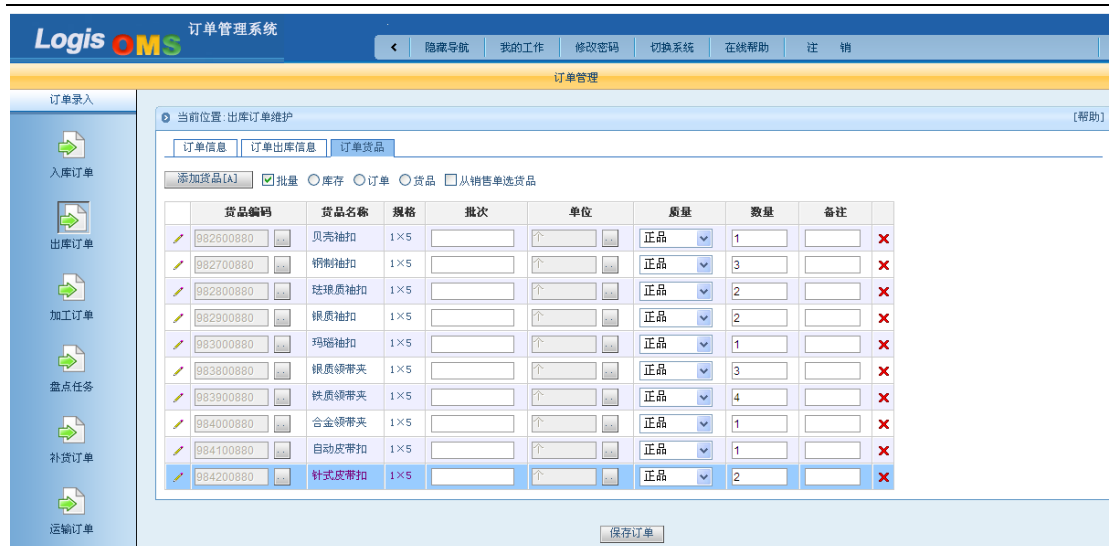 Logis OMS 订单管理系统
< 隐藏导航 我的工作 修改密码 切换系统 在线帮助 注 销
订单管理
订单录入
当前位置:出库订单维护 [帮助]
订单信息 订单出库信息 订单货品
添加货品[A] 批量 库存 订单 货品 从销售单选货品
货品编码 货品名称 规格 批次 单位 质量 数量 备注
982600880 .. 贝壳袖扣 1×5 个 .. 正品 1
982700880 .. 钢制袖扣 1×5 个 .. 正品 3
982800880 .. 珐琅质袖扣 1×5 个 .. 正品 2
982900880 .. 银质袖扣 1×5 个 .. 正品 2
983000880 .. 玛瑙袖扣 1×5 个 .. 正品 1
983800880 .. 银质领带夹 1×5 个 .. 正品 3
983900880 .. 铁质领带夹 1×5 个 .. 正品 4
984000880 .. 合金领带夹 1×5 个 .. 正品 1
984100880 .. 自动皮带扣 1×5 个 .. 正品 1
984200880 .. 针式皮带扣 1×5 个 .. 正品 2
保存订单
入库订单
出库订单
加工订单
盘点任务
补货订单
运输订单